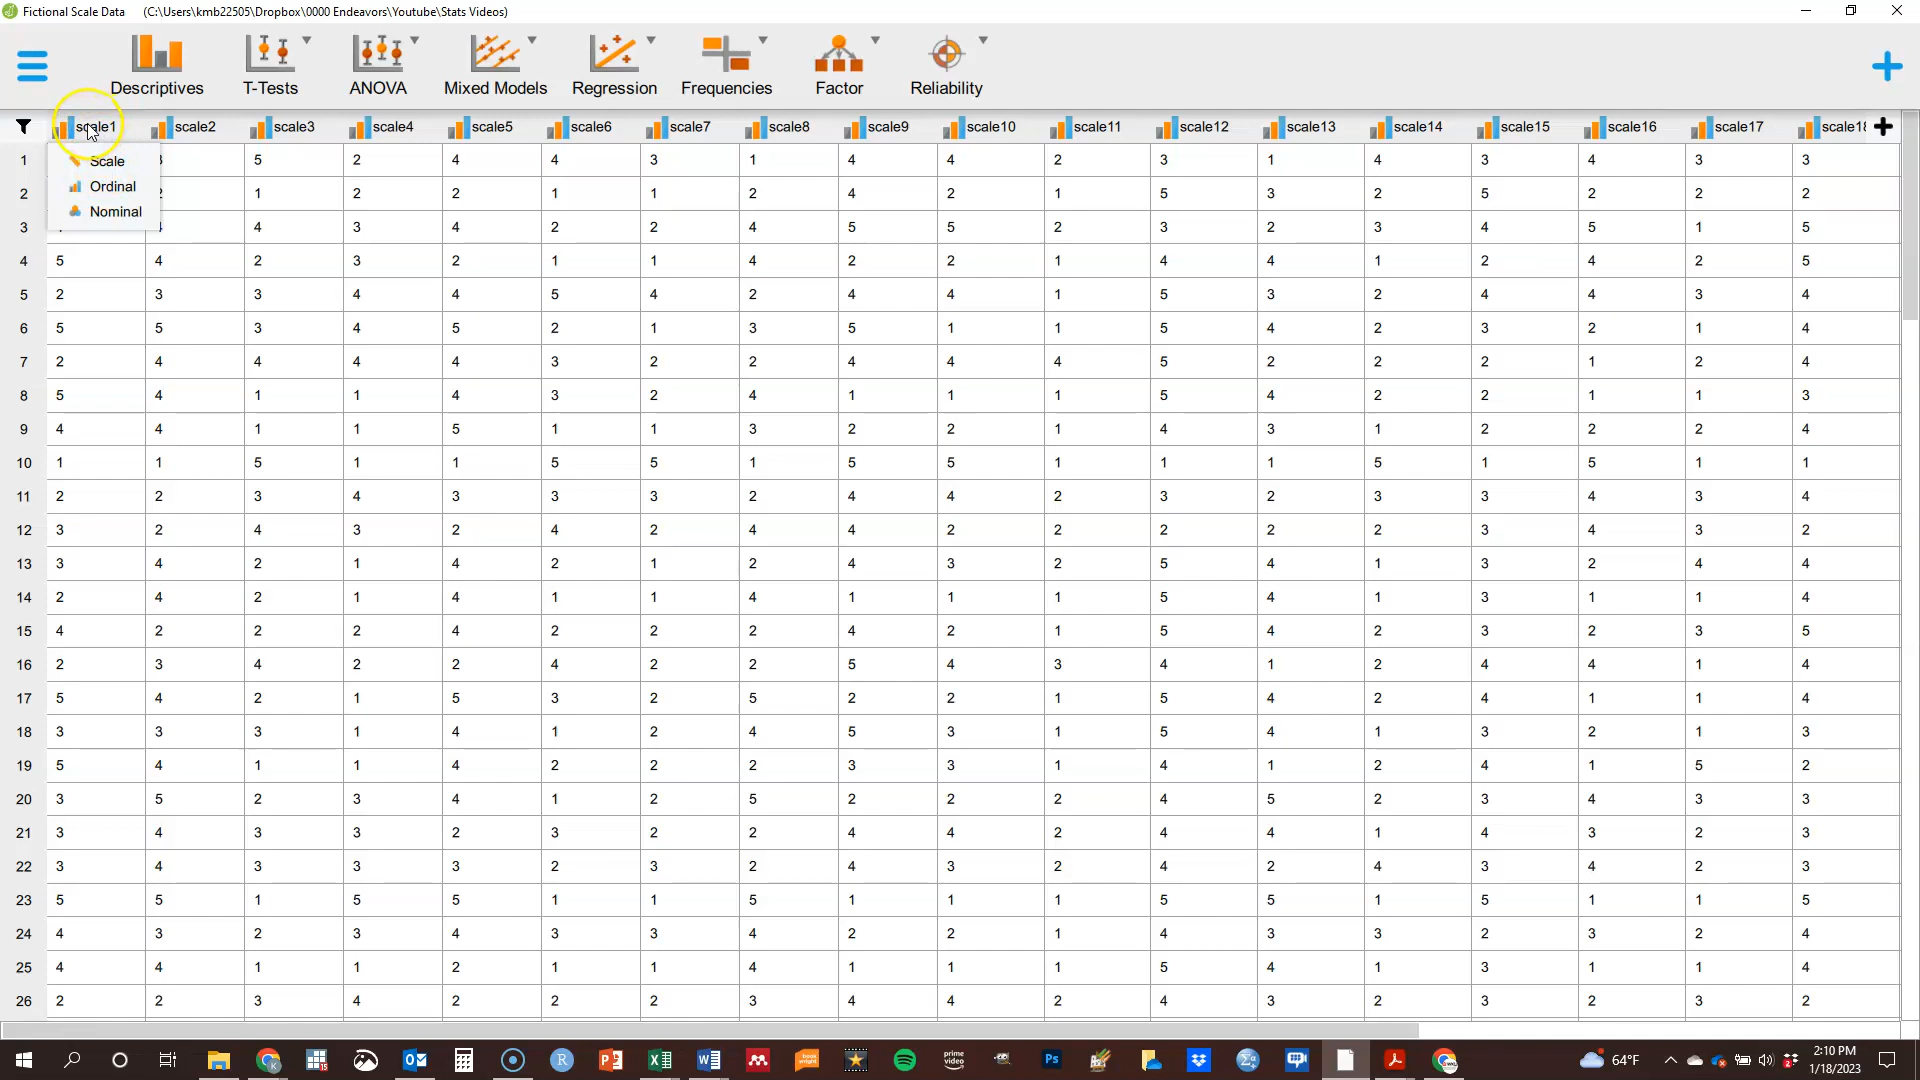 Fictional Scale Data (C:\Users\kmb22505\Dropbox\0000 Endeavors\Youtube\Stats Videos)
Descriptives T-Tests ANOVA Mixed Models Regression Frequencies Factor Reliability
scale1 scale2 scale3 scale4 scale5 scale6 scale7 scale8 scale9 scale10 scale11 scale12 scale13 scale14 scale15 scale16 scale17 scale18
Scale
Ordinal
Nominal
1 3 5 2 4 4 3 1 4 4 2 3 1 4 3 4 3 3
2 2 1 2 2 1 1 2 4 2 1 5 3 2 5 2 2 2
3 4 4 3 4 2 2 4 5 5 2 3 2 3 4 5 1 5
4 5 4 2 3 2 1 1 4 2 2 1 4 4 1 2 4 2 5
5 2 3 3 4 4 5 4 2 4 4 1 5 3 2 4 4 3 4
6 5 5 3 4 5 2 1 3 5 1 1 5 4 2 3 2 1 4
7 2 4 4 4 4 3 2 2 4 4 4 5 2 2 2 1 2 4
8 5 4 1 1 4 3 2 4 1 1 1 5 4 2 2 1 1 3
9 4 4 1 1 5 1 1 3 2 2 1 4 3 1 2 2 2 4
10 1 1 5 1 1 5 5 1 5 5 1 1 1 5 1 5 1 1
11 2 2 3 4 3 3 3 2 4 4 2 3 2 3 3 4 3 4
12 3 2 4 3 2 4 2 4 4 2 2 2 2 2 3 4 3 2
13 3 4 2 1 4 2 1 2 4 3 2 5 4 1 3 2 4 4
14 2 4 2 1 4 1 1 4 1 1 1 5 4 1 3 1 1 4
15 4 2 2 2 4 2 2 2 4 2 1 5 4 2 3 2 3 5
16 2 3 4 2 2 4 2 2 5 4 3 4 1 2 4 4 1 4
17 5 4 2 1 5 3 2 5 2 2 1 5 4 2 4 1 1 4
18 3 3 3 1 4 1 2 4 5 3 1 5 4 1 3 2 1 3
19 5 4 1 1 4 2 2 2 3 3 1 4 1 2 4 1 5 2
20 3 5 2 3 4 1 2 5 2 2 2 4 5 2 3 4 3 3
21 3 4 3 3 2 3 2 2 4 4 2 4 4 1 4 3 2 3
22 3 4 3 3 3 2 3 2 4 3 2 4 2 4 3 4 2 3
23 5 5 1 5 5 1 1 5 1 1 1 5 5 1 5 1 1 5
24 4 3 2 3 4 3 3 4 2 2 1 4 3 3 2 3 2 4
25 4 4 1 1 2 1 1 4 1 1 1 5 4 1 3 1 1 4
26 2 2 3 4 2 2 2 3 4 4 2 4 3 2 3 2 3 2
64°F
2:10 PM
1/18/2023